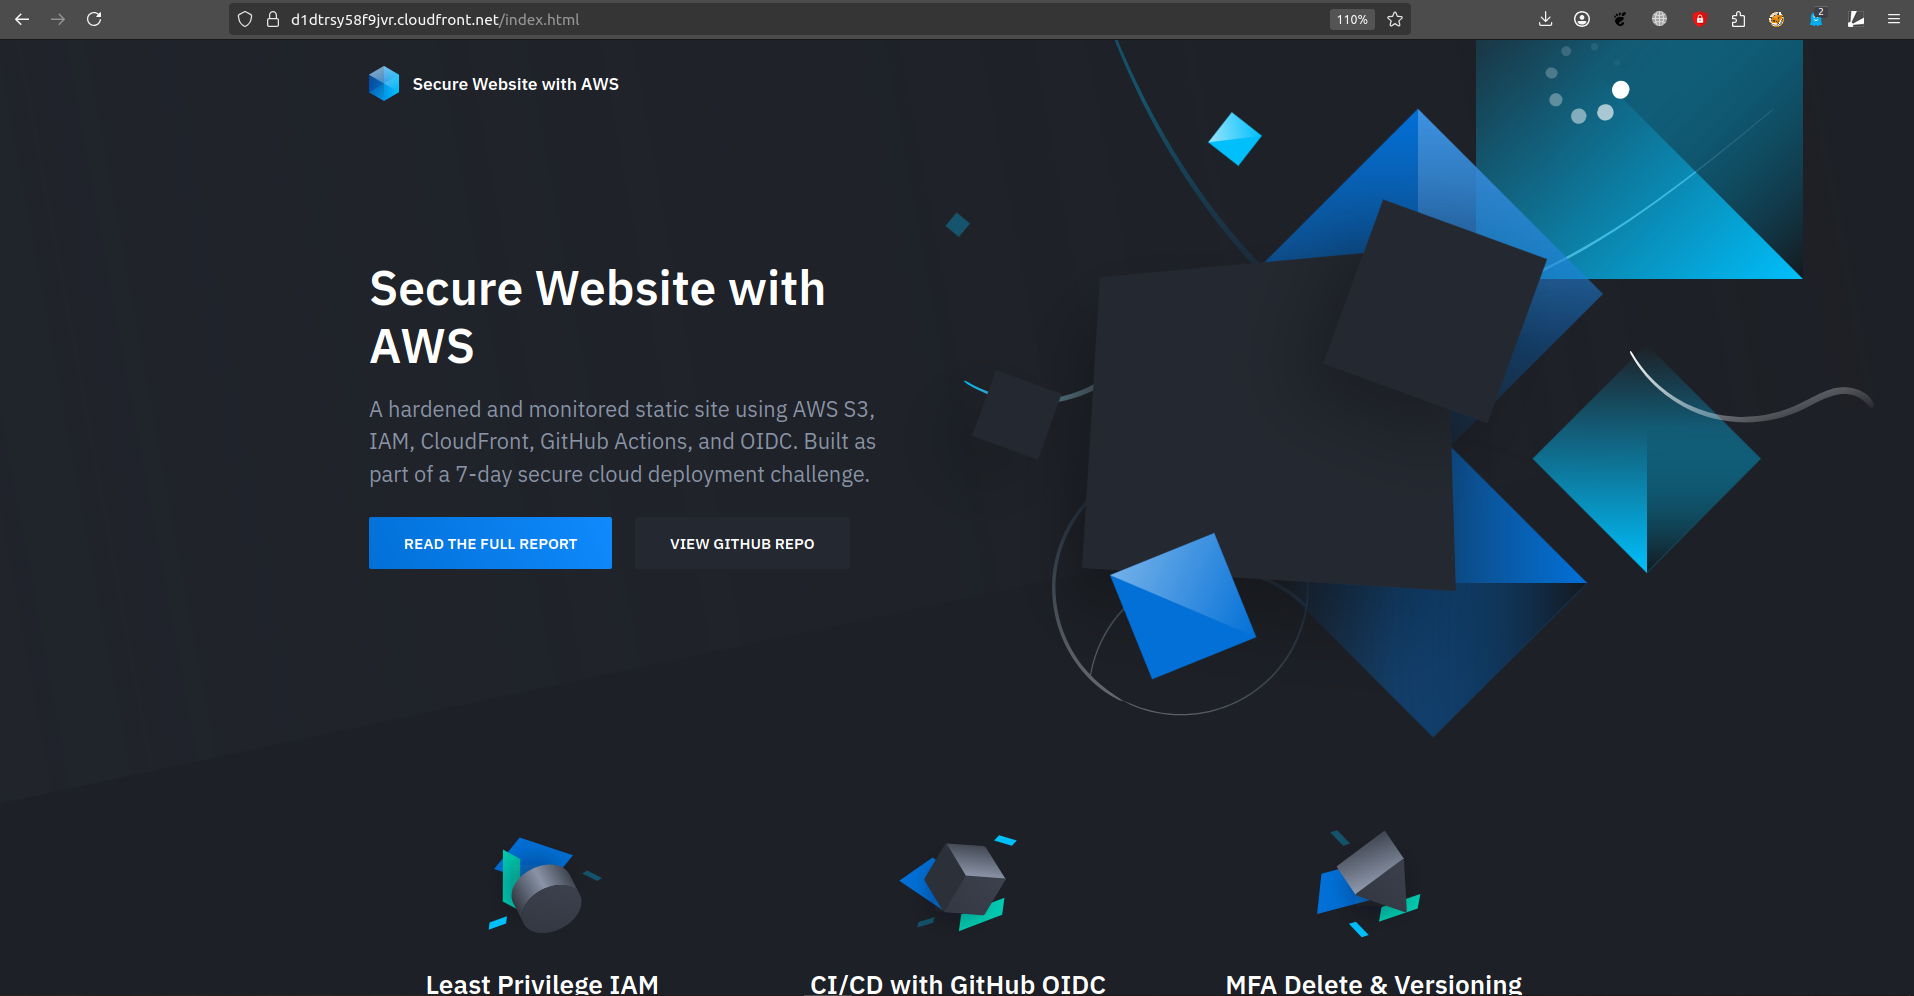 d1dtrsy58f9jvr.cloudfront.net/index.html
110%
2
Secure Website with AWS
Secure Website with
AWS
A hardened and monitored static site using AWS S3,
IAM, CloudFront, GitHub Actions, and OIDC. Built as
part of a 7-day secure cloud deployment challenge.
READ THE FULL REPORT
VIEW GITHUB REPO
Least Privilege IAM
CI/CD with GitHub OIDC
MFA Delete & Versioning